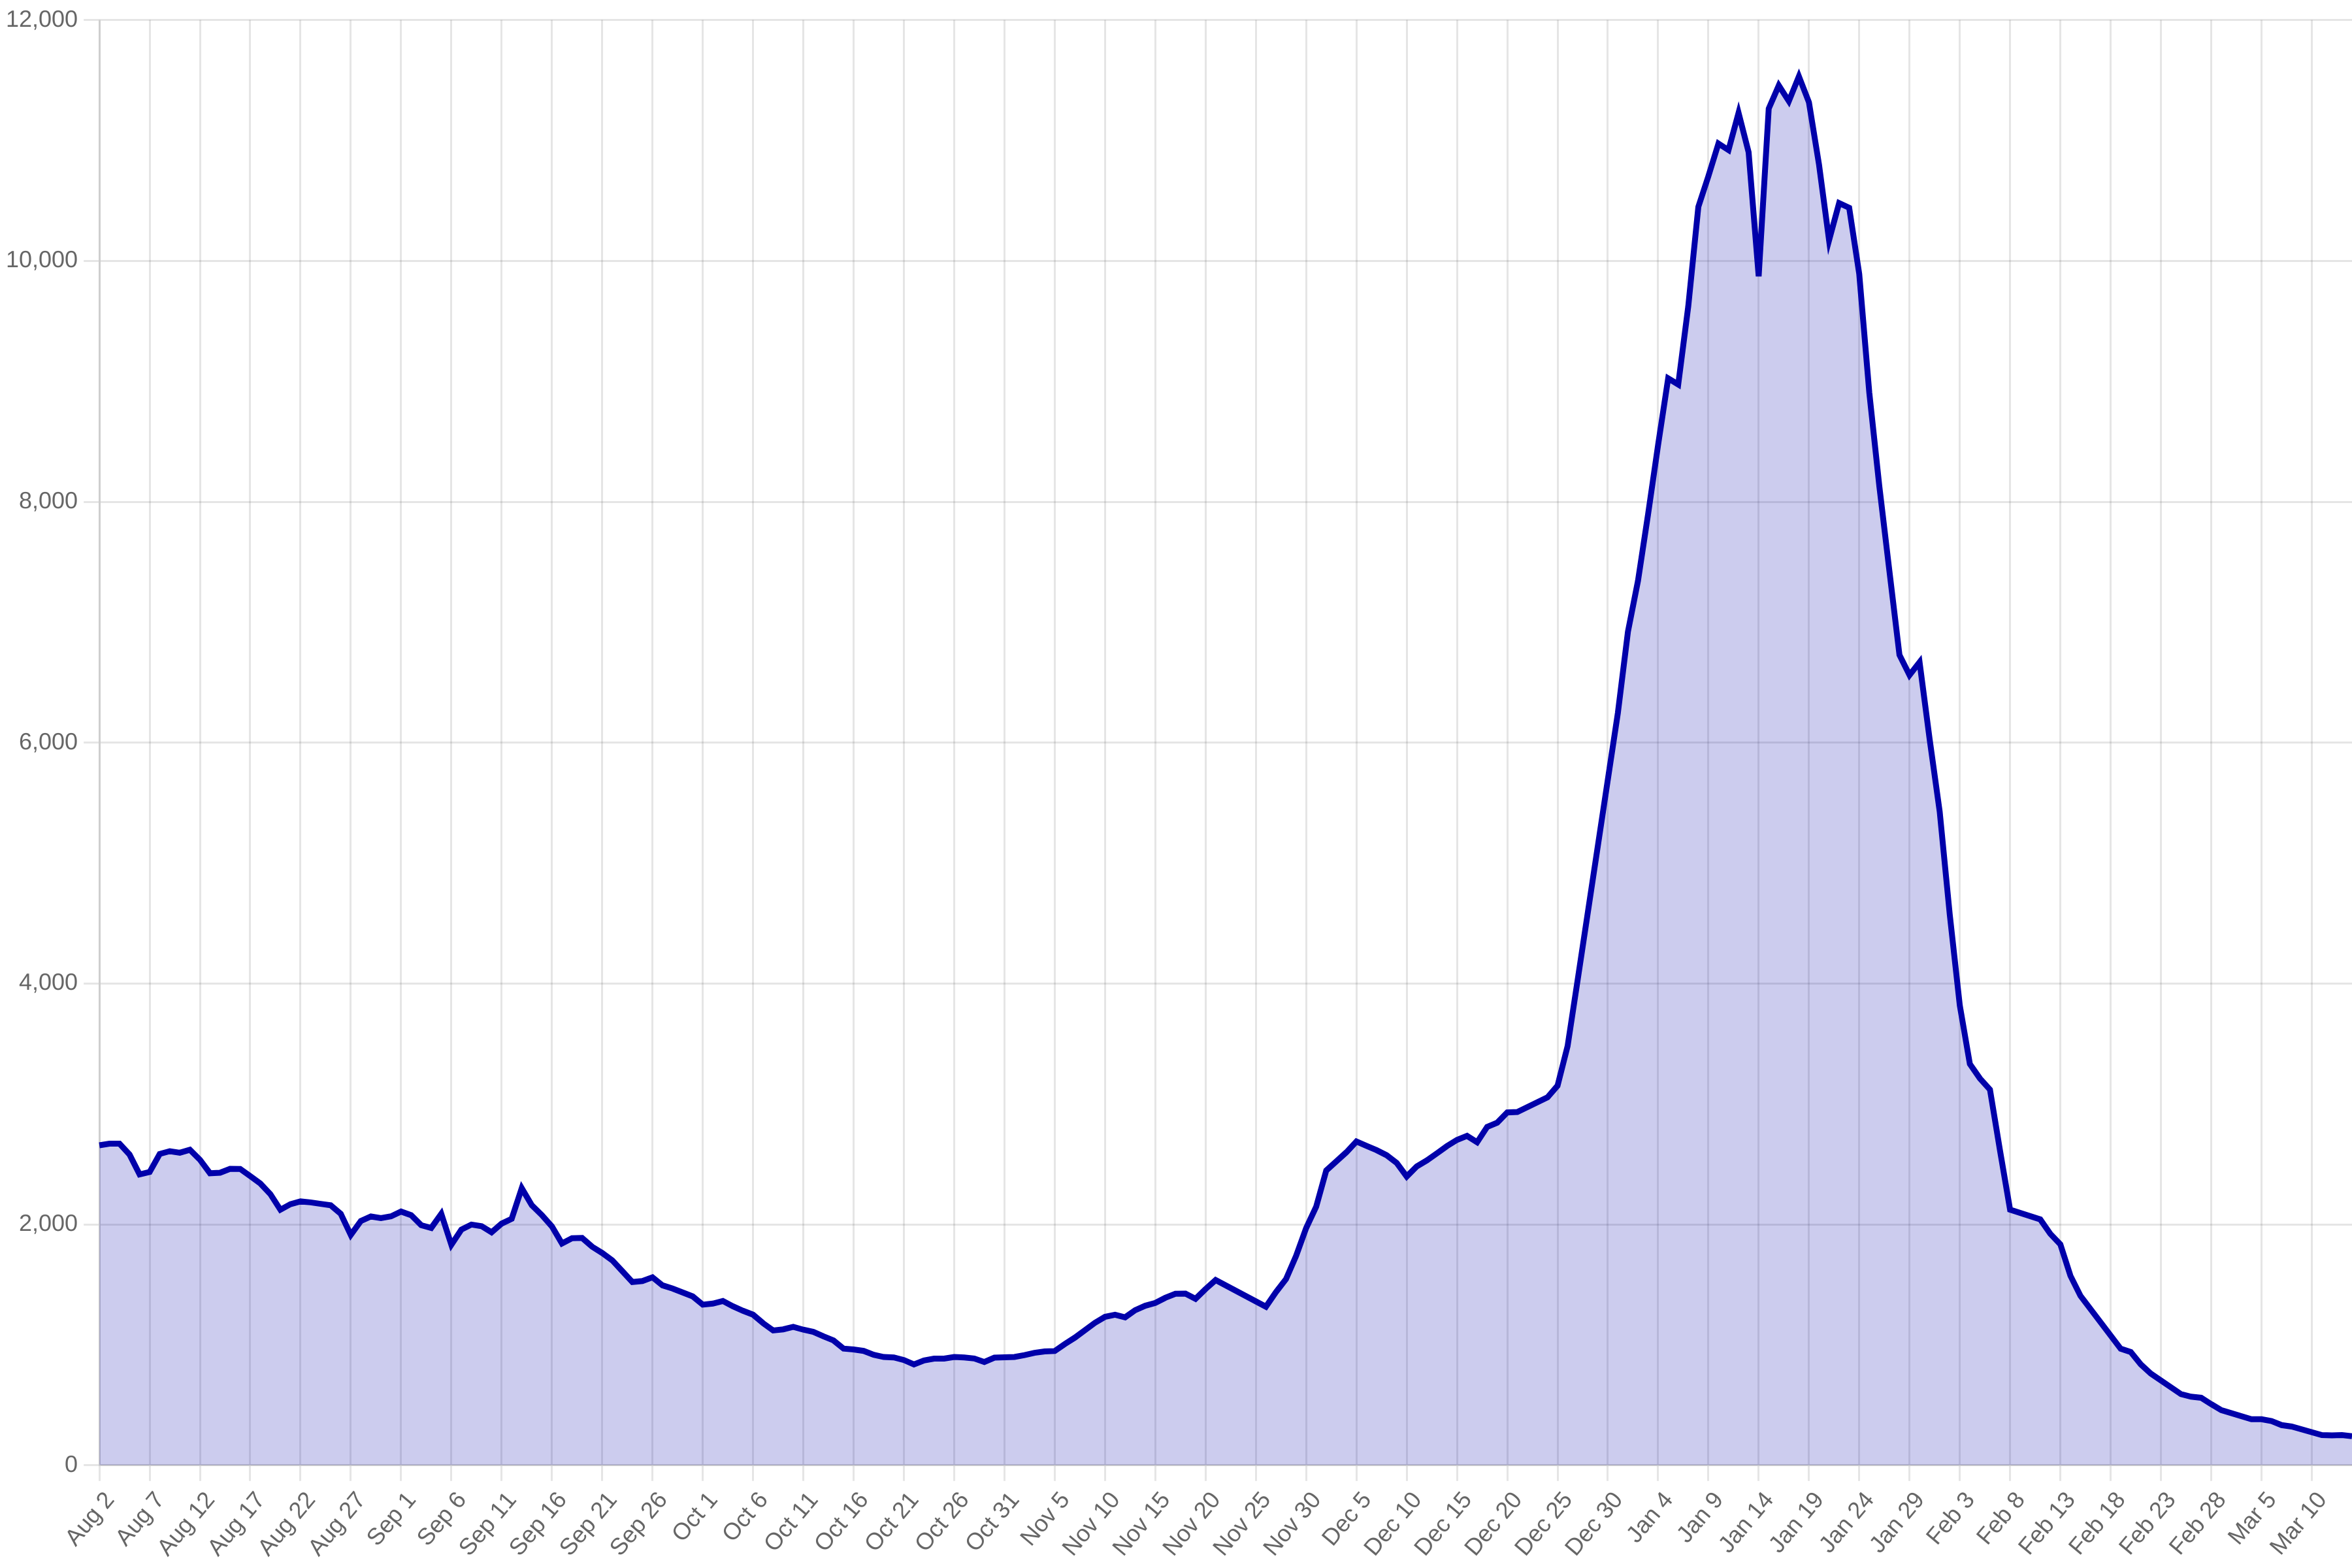 12,000
10,000
8,000
6,000
4,000
2,000
0
Aug 2
Aug 7
Aug 12
Aug 17
Aug 22
Aug 27
Sep 1
Sep 6
Sep 11
Sep 16
Sep 21
Sep 26
Oct 1
Oct 6
Oct 11
Oct 16
Oct 21
Oct 26
Oct 31
Nov 5
Nov 10
Nov 15
Nov 20
Nov 25
Nov 30
Dec 5
Dec 10
Dec 15
Dec 20
Dec 25
Dec 30
Jan 4
Jan 9
Jan 14
Jan 19
Jan 24
Jan 29
Feb 3
Feb 8
Feb 13
Feb 18
Feb 23
Feb 28
Mar 5
Mar 10